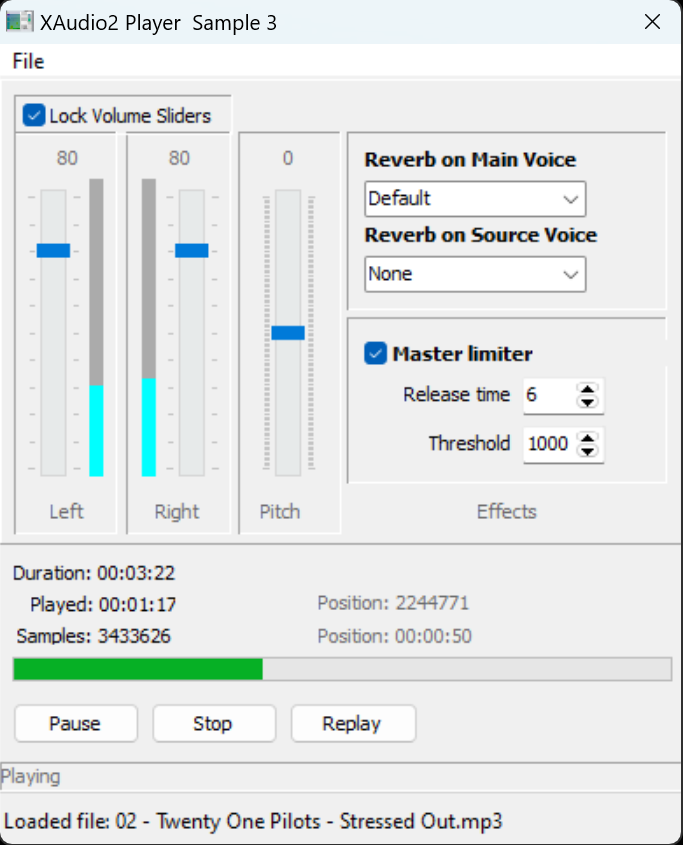 XAudio2 Player  Sample 3
File
Lock Volume Sliders
80
80
0
Left
Right
Pitch
Reverb on Main Voice
Default
Reverb on Source Voice
None
Master limiter
Release time 6
Threshold 1000
Effects
Duration: 00:03:22
Played: 00:01:17
Position: 2244771
Samples: 3433626
Position: 00:00:50
Pause
Stop
Replay
Playing
Loaded file: 02 - Twenty One Pilots - Stressed Out.mp3